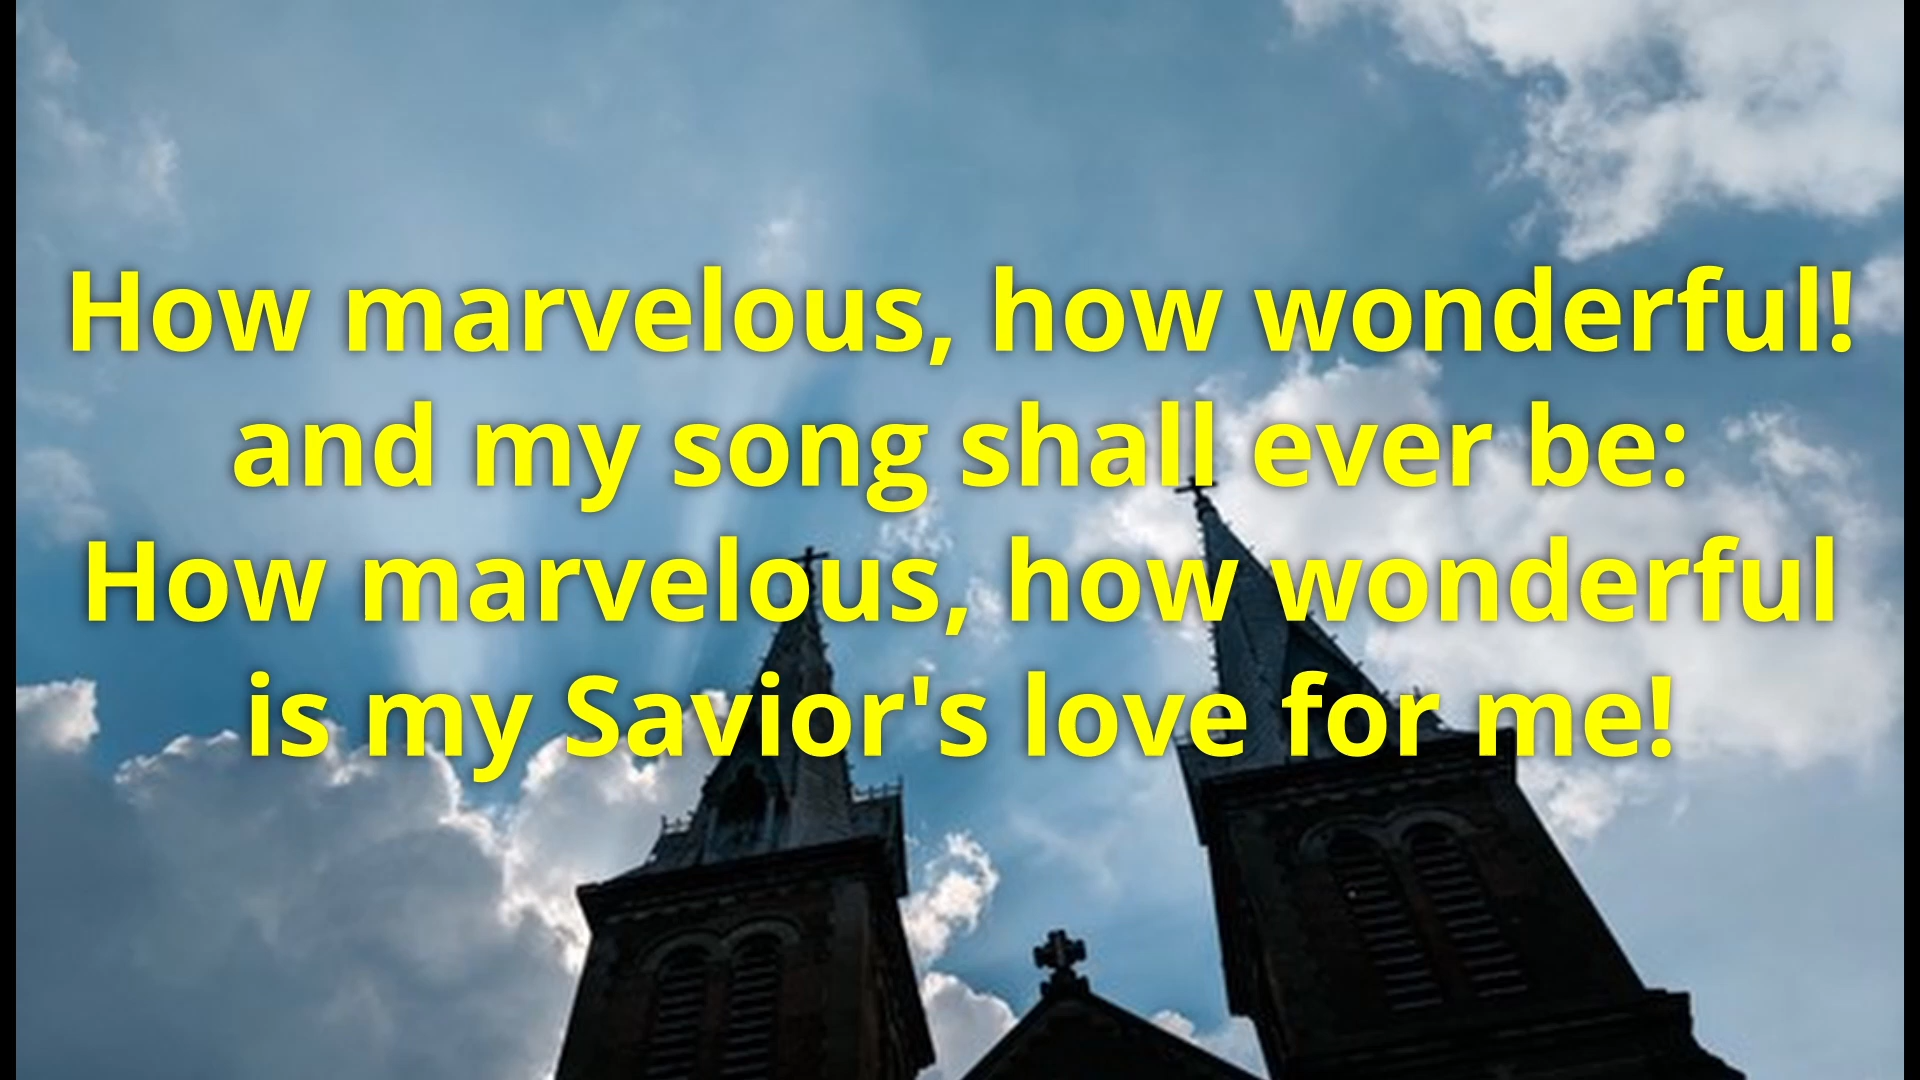 How marvelous, how wonderful!
and my song shall ever be:
How marvelous, how wonderful
is my Savior's love for me!